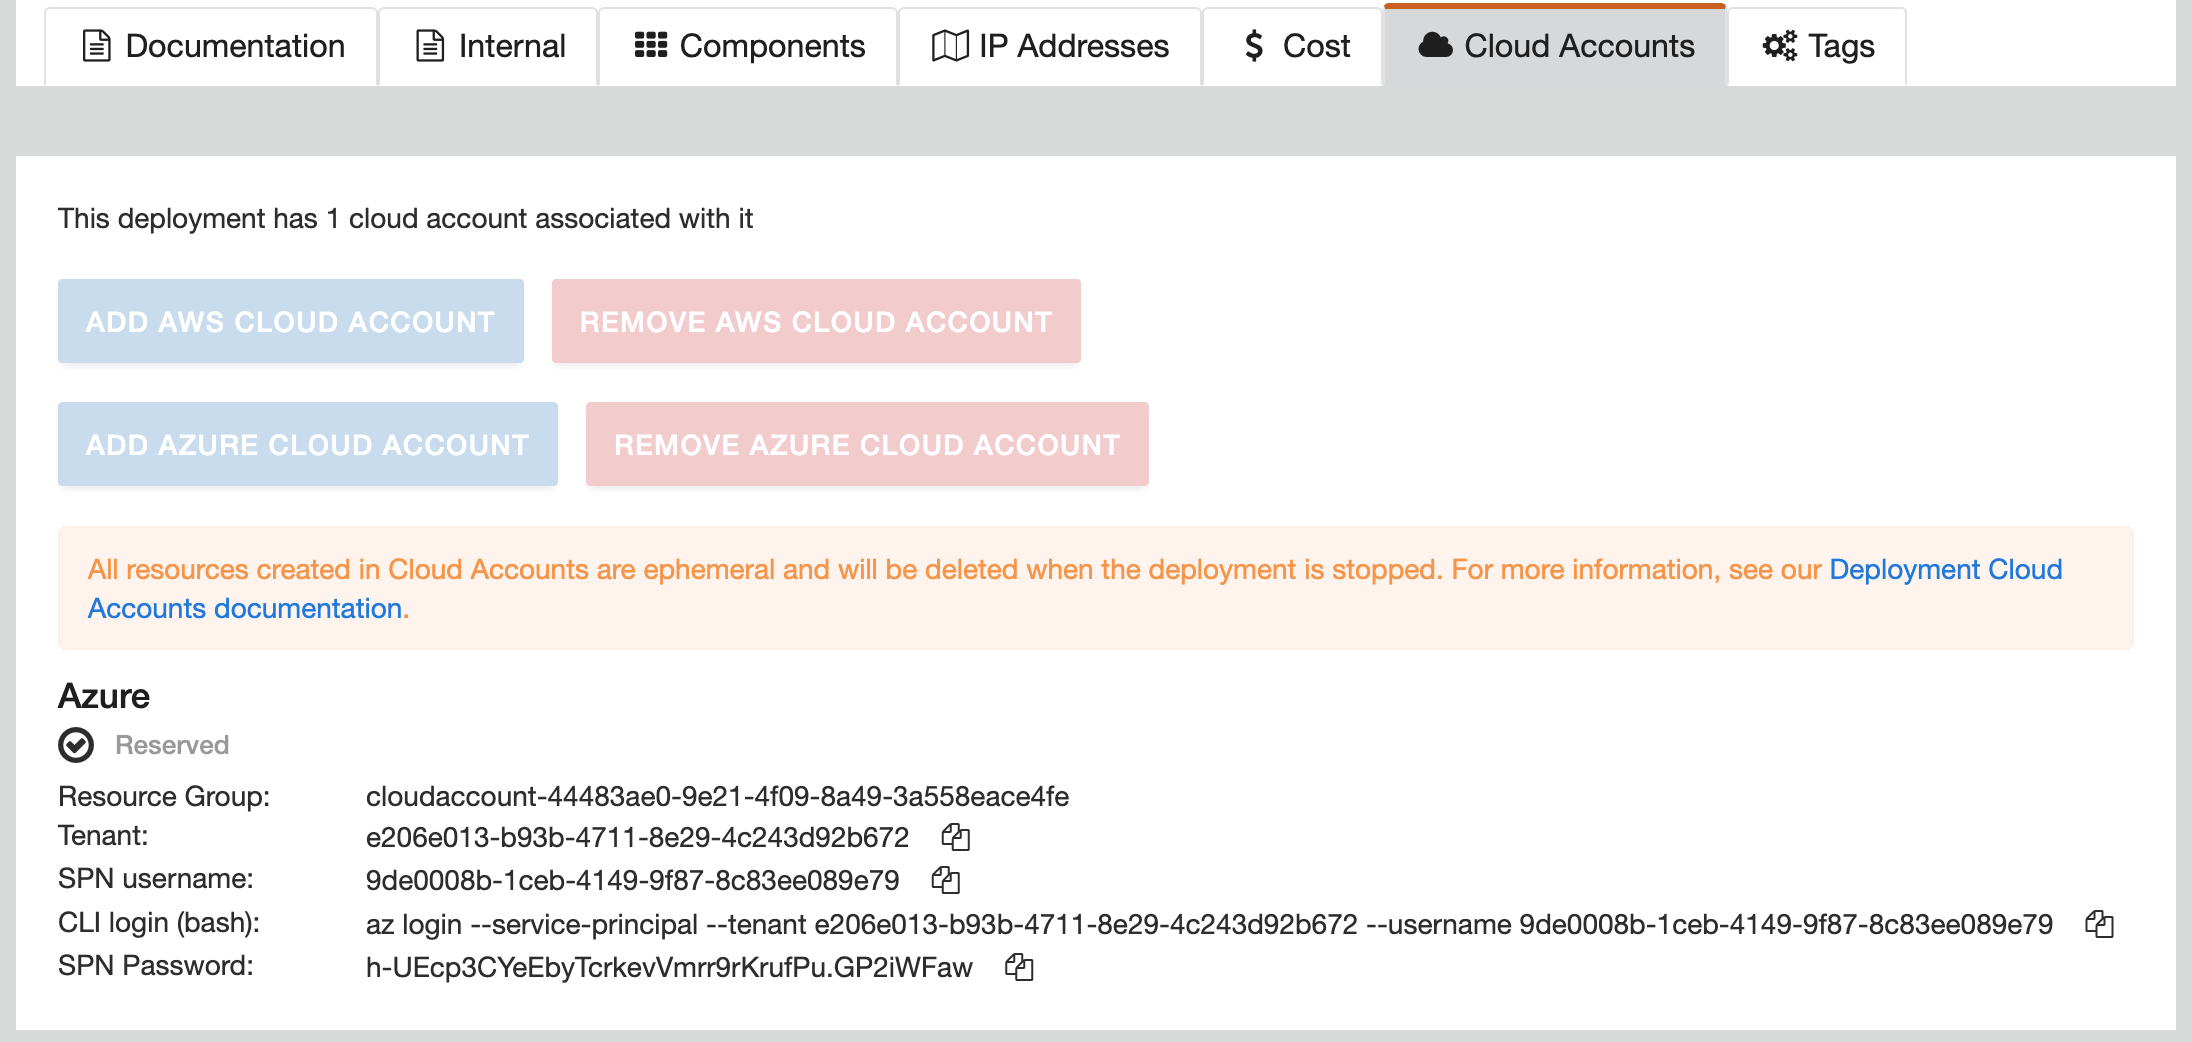 Documentation
Internal
Components
IP Addresses
$ Cost
Cloud Accounts
Tags
This deployment has 1 cloud account associated with it
ADD AWS CLOUD ACCOUNT
REMOVE AWS CLOUD ACCOUNT
ADD AZURE CLOUD ACCOUNT
REMOVE AZURE CLOUD ACCOUNT
All resources created in Cloud Accounts are ephemeral and will be deleted when the deployment is stopped. For more information, see our Deployment Cloud
Accounts documentation.
Azure
Reserved
Resource Group: cloudaccount-44483ae0-9e21-4f09-8a49-3a558eace4fe
Tenant: e206e013-b93b-4711-8e29-4c243d92b672
SPN username: 9de0008b-1ceb-4149-9f87-8c83ee089e79
CLI login (bash): az login --service-principal --tenant e206e013-b93b-4711-8e29-4c243d92b672 --username 9de0008b-1ceb-4149-9f87-8c83ee089e79
SPN Password: h-UEcp3CYeEbyTcrkevVmrr9rKrufPu.GP2iWFaw